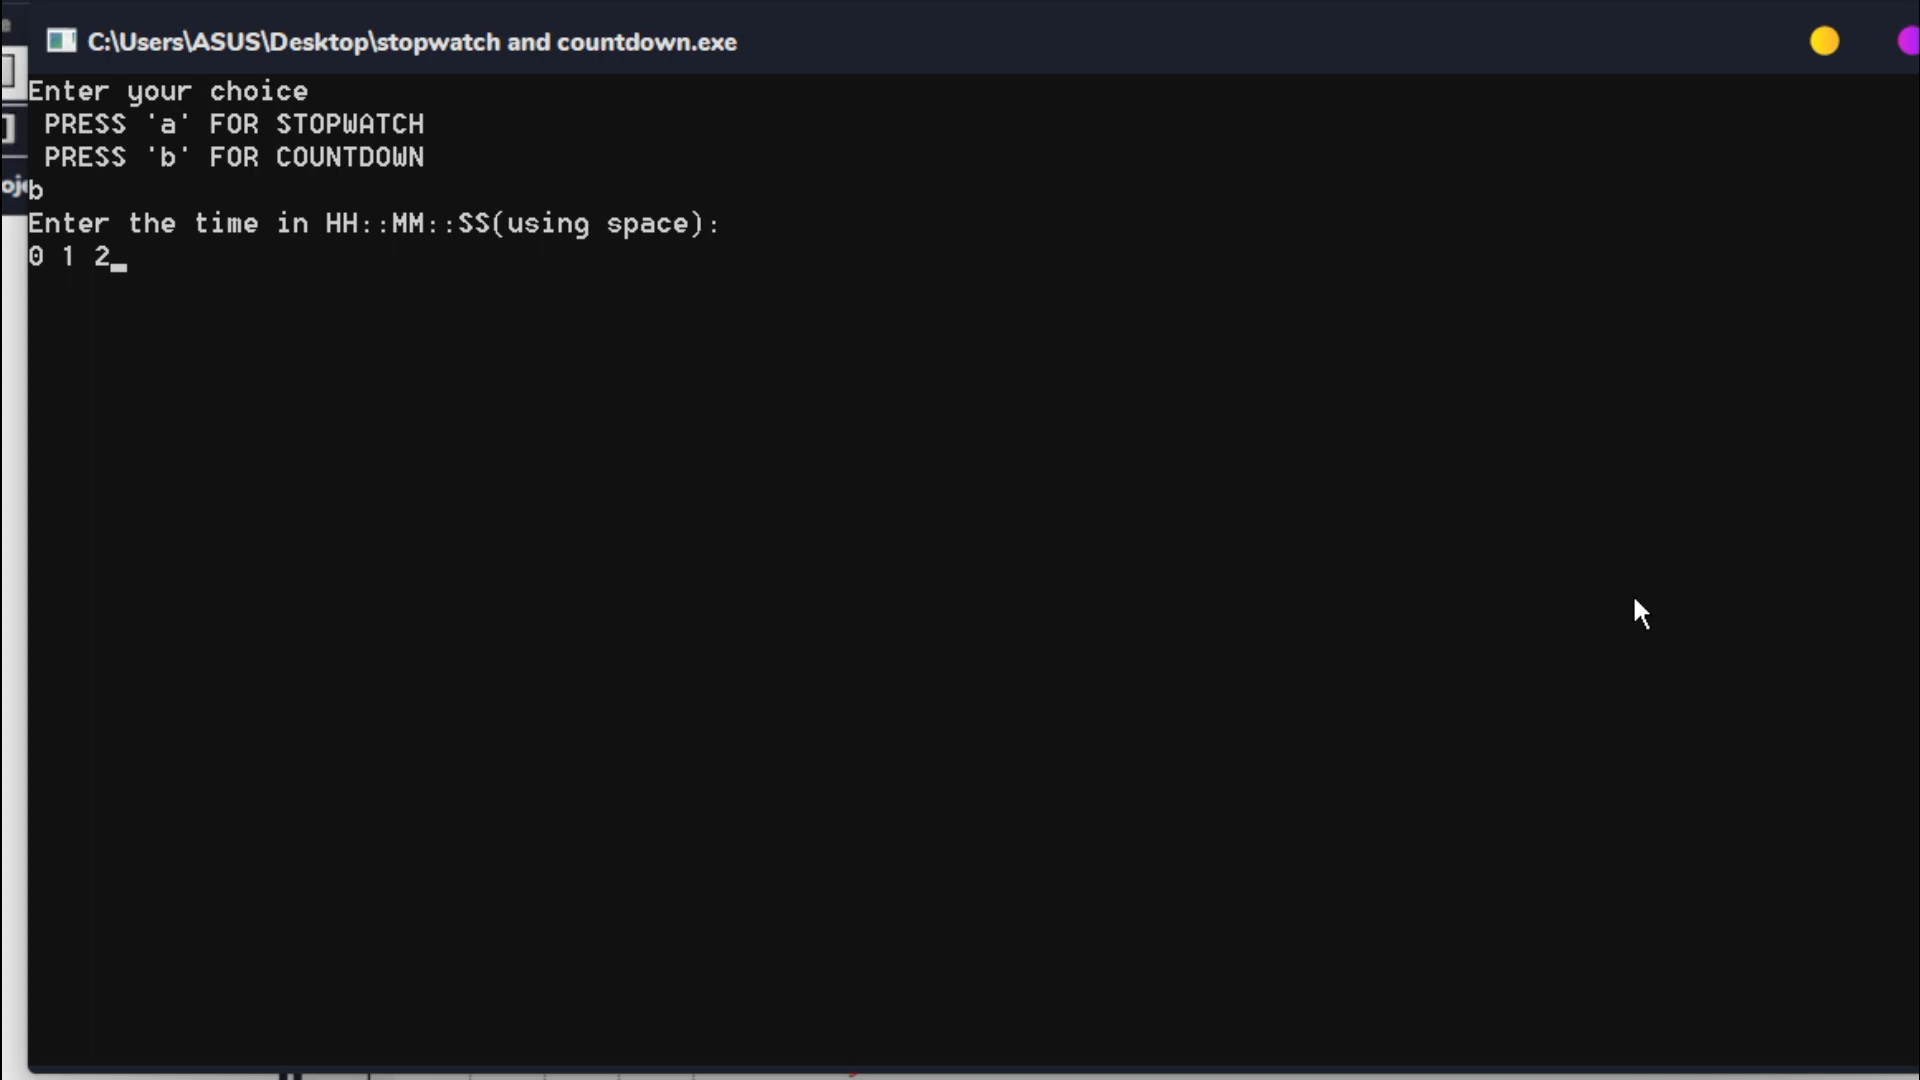 C:\Users\ASUS\Desktop\stopwatch and countdown.exe
Enter your choice
PRESS 'a' FOR STOPWATCH
PRESS 'b' FOR COUNTDOWN
b
Enter the time in HH::MM::SS(using space):
0 1 2